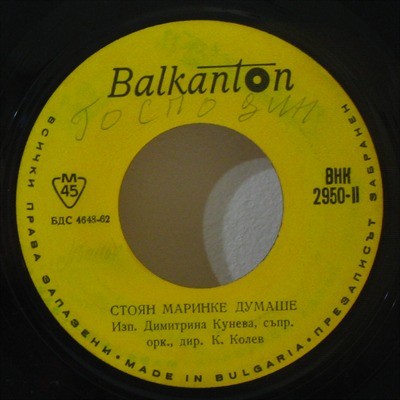 Balkanton
Господин
M
45
БДС 4648-62
ВНК
2950-II
СТОЯН МАРИНКЕ ДУМАШЕ
Изп. Димитрина Кунева, съпр.
орк., дир. К. Колев
ВСИЧКИ ПРАВА ЗАПАЗЕНИ • MADE IN BULGARIA • ПРЕЗАПИСЪТ ЗАБРАНЕН